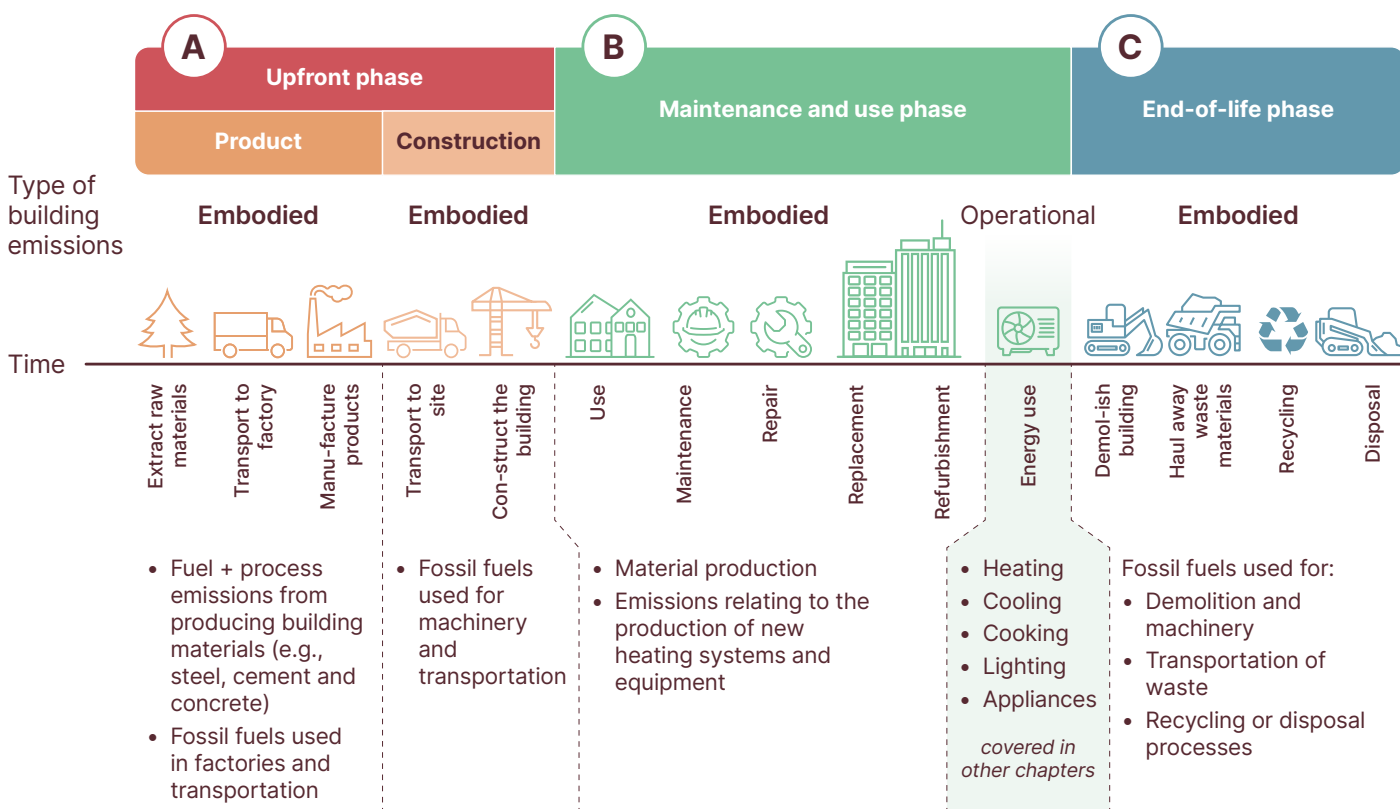 A
Upfront phase
Product
Construction
B
Maintenance and use phase
C
End-of-life phase
Type of
building
emissions
Embodied
Embodied
Embodied
Operational
Embodied
Time
Extract raw
materials
Transport to
factory
Manu-facture
products
Transport to
site
Con-struct the
building
Use
Maintenance
Repair
Replacement
Refurbishment
Energy use
Demol-ish
building
Haul away
waste
materials
Recycling
Disposal
• Fuel + process
emissions from
producing building
materials (e.g.,
steel, cement and
concrete)
• Fossil fuels used
in factories and
transportation
• Fossil fuels
used for
machinery
and
transportation
• Material production
• Emissions relating to the
production of new
heating systems and
equipment
• Heating
• Cooling
• Cooking
• Lighting
• Appliances
covered in
other chapters
Fossil fuels used for:
• Demolition and
machinery
• Transportation of
waste
• Recycling or disposal
processes